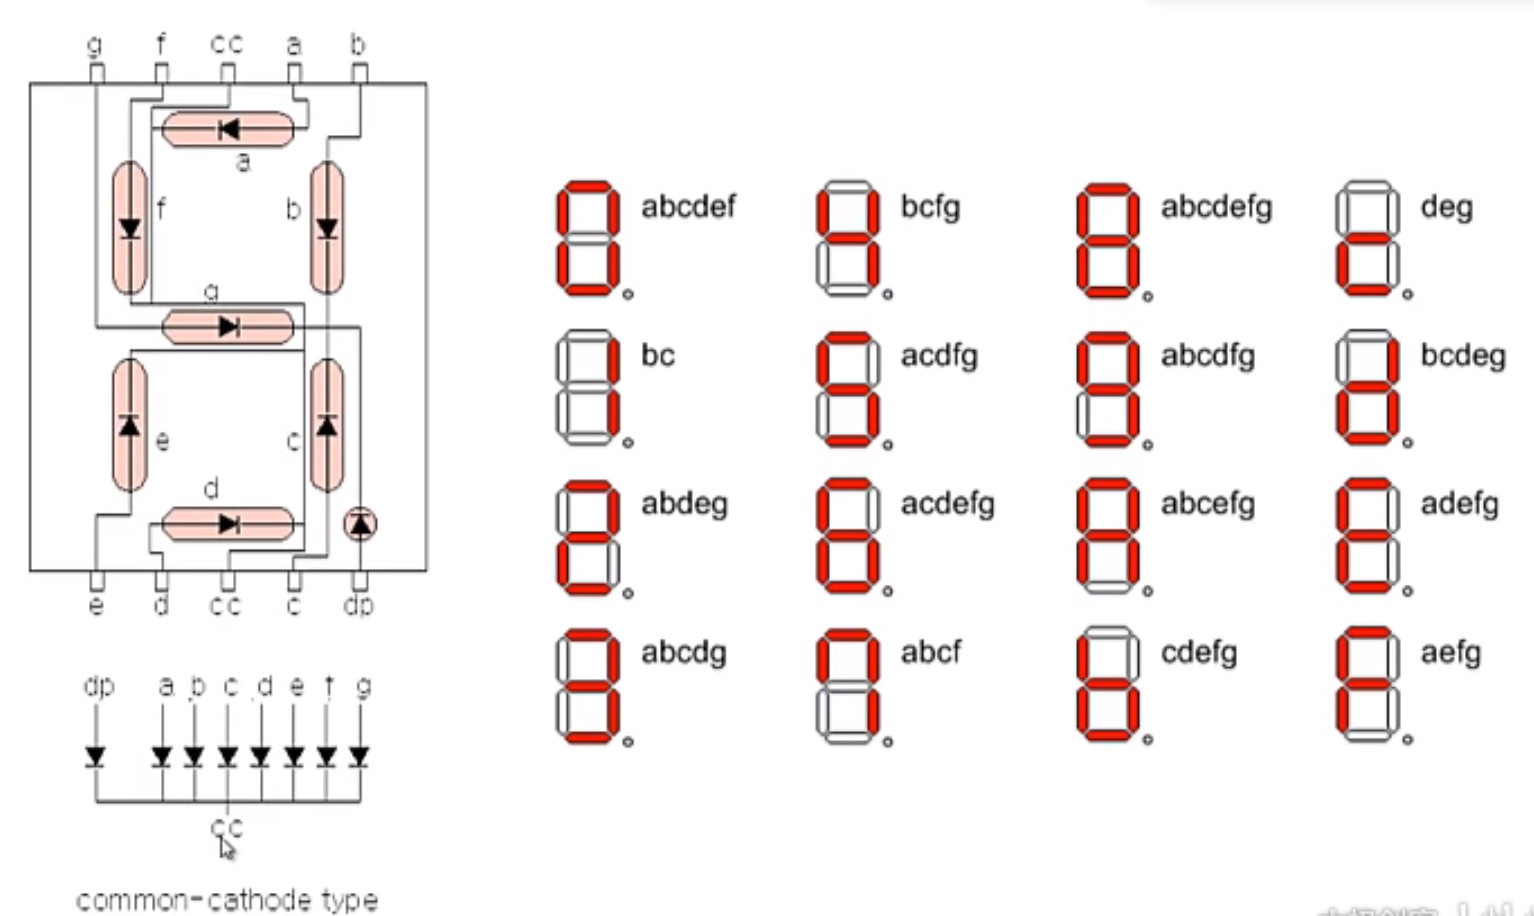 g f cc a b
a
f b
g
e c
d
e d cc c dp
dp a b c d e f g
cc
common-cathode type
abcdef bcfg abcdefg deg
bc acdfg abcdfg bcdeg
abdeg acdefg abcefg adefg
abcdg abcf cdefg aefg